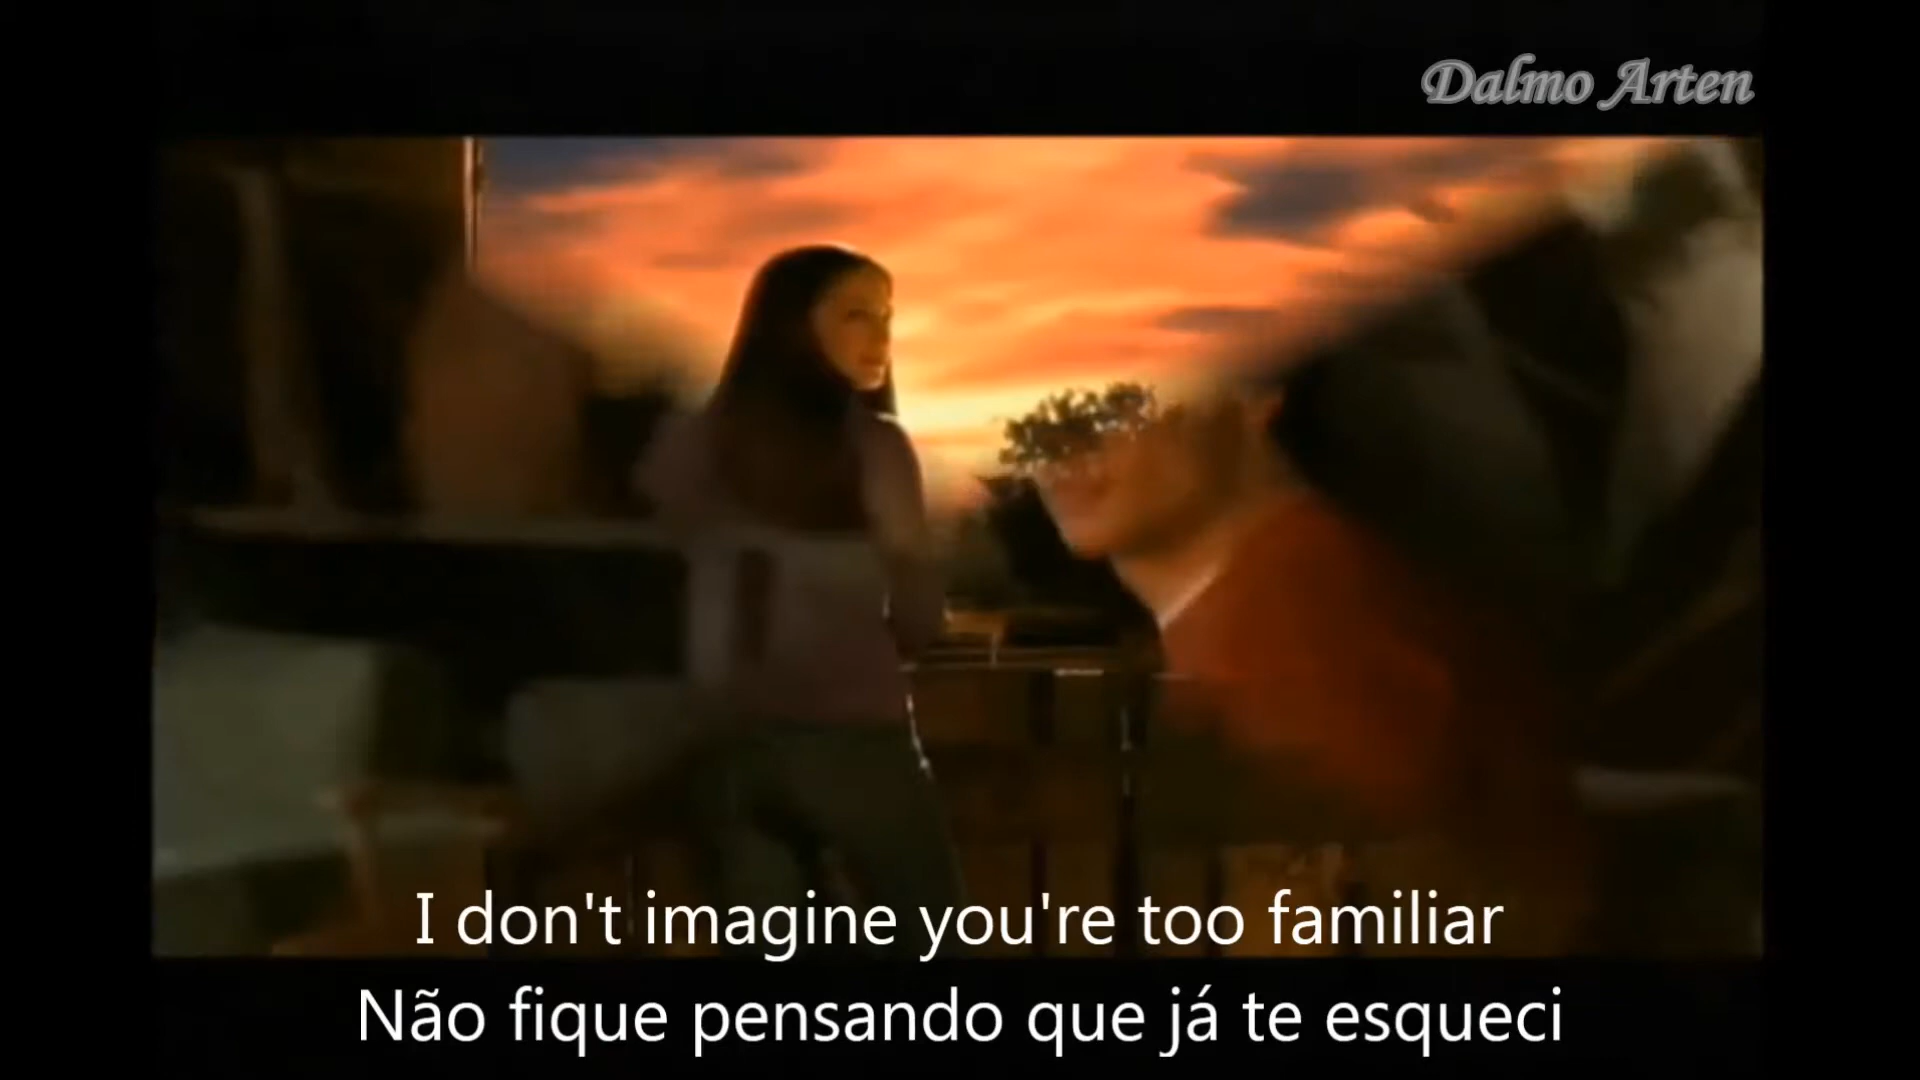 Dalmo Arten
I don't imagine you're too familiar
Não fique pensando que já te esqueci